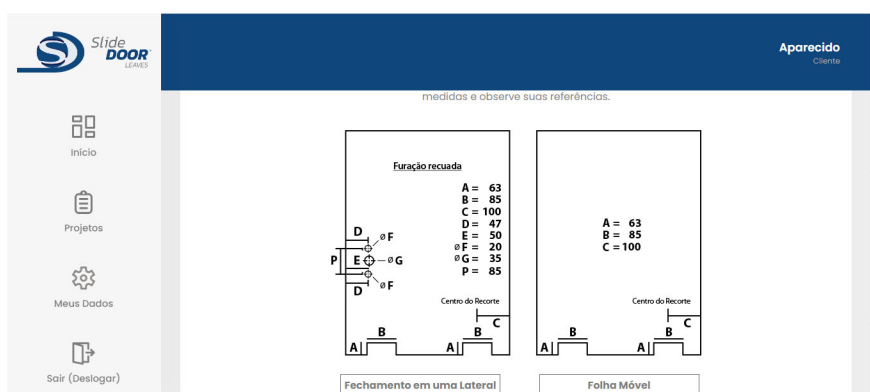 Slide
DOOR
LEAVES
Aparecido
Cliente
Início
Projetos
Meus Dados
Sair (Deslogar)
medidas e observe suas referências.
Furação recuada
A = 63
B = 85
C = 100
D = 47
E = 50
ø F = 20
ø G = 35
P = 85
D
ø F
P
E
ø G
ø F
D
Centro do Recorte
C
B
B
A
A
Fechamento em uma Lateral
A = 63
B = 85
C = 100
Centro do Recorte
C
B
B
A
A
Folha Móvel